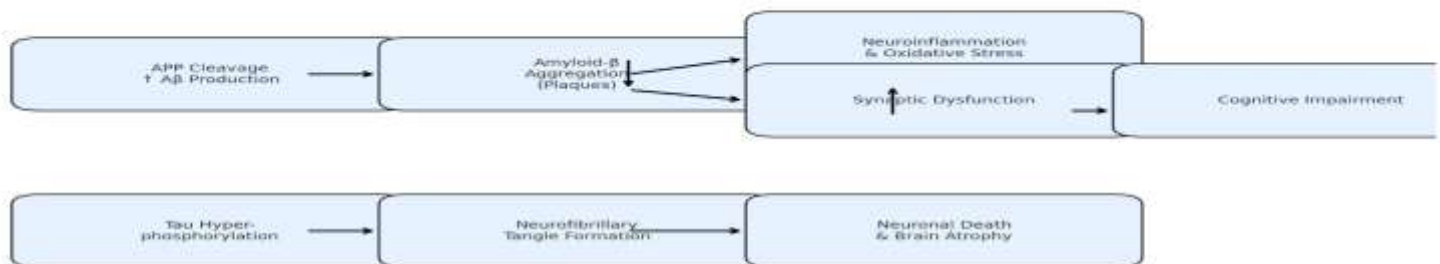 APP Cleavage
↑ Aβ Production
Amyloid-β
Aggregation
(Plaques)
Neuroinflammation
& Oxidative Stress
Synaptic Dysfunction
Cognitive Impairment
Tau Hyper-
phosphorylation
Neurofibrillary
Tangle Formation
Neuronal Death
& Brain Atrophy